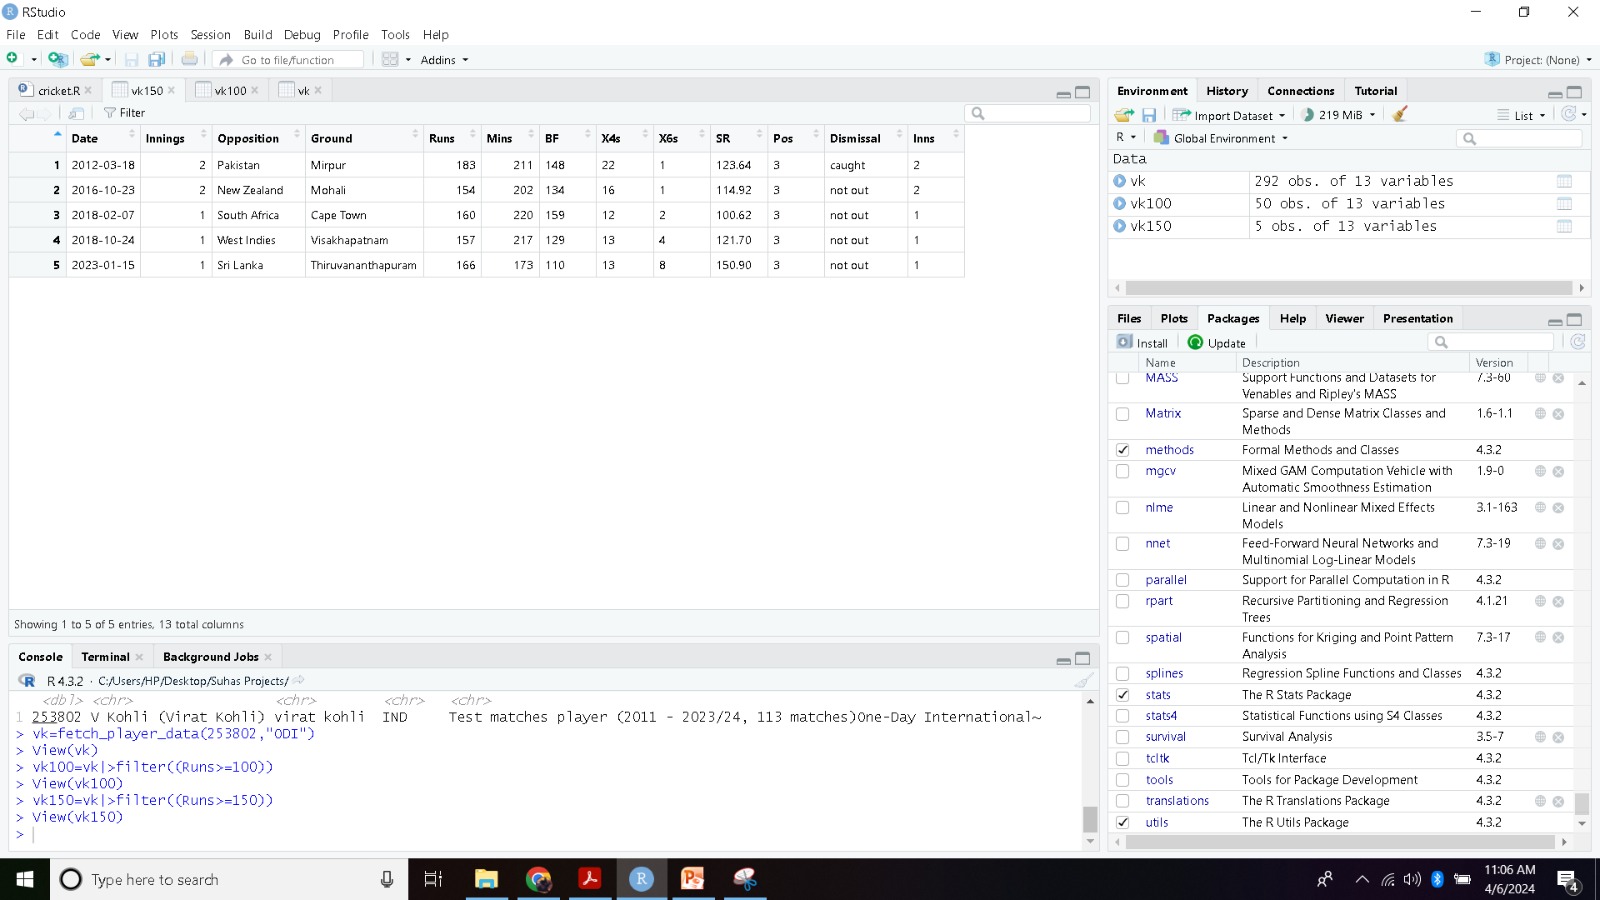 RStudio
File Edit Code View Plots Session Build Debug Profile Tools Help
Go to file/function Addins Project: (None)
cricket.R vk150 vk100 vk
Filter
Date Innings Opposition Ground Runs Mins BF X4s X6s SR Pos Dismissal Inns
1 2012-03-18 2 Pakistan Mirpur 183 211 148 22 1 123.64 3 caught 2
2 2016-10-23 2 New Zealand Mohali 154 202 134 16 1 114.92 3 not out 2
3 2018-02-07 1 South Africa Cape Town 160 220 159 12 2 100.62 3 not out 1
4 2018-10-24 1 West Indies Visakhapatnam 157 217 129 13 4 121.70 3 not out 1
5 2023-01-15 1 Sri Lanka Thiruvananthapuram 166 173 110 13 8 150.90 3 not out 1
Showing 1 to 5 of 5 entries, 13 total columns
Console Terminal Background Jobs
R 4.3.2 · C:/Users/HP/Desktop/Suhas Projects/
<dbl> <chr> <chr> <chr> <chr>
1 253802 V Kohli (Virat Kohli) virat kohli IND Test matches player (2011 - 2023/24, 113 matches)One-Day International~
> vk=fetch_player_data(253802,"ODI")
> View(vk)
> vk100=vk|>filter((Runs>=100))
> View(vk100)
> vk150=vk|>filter((Runs>=150))
> View(vk150)
>
Environment History Connections Tutorial
Import Dataset 219 MiB List
R Global Environment
Data
vk 292 obs. of 13 variables
vk100 50 obs. of 13 variables
vk150 5 obs. of 13 variables
Files Plots Packages Help Viewer Presentation
Install Update
Name Description Version
MASS Support Functions and Datasets for 7.3-60
Venables and Ripley's MASS
Matrix Sparse and Dense Matrix Classes and 1.6-1.1
Methods
methods Formal Methods and Classes 4.3.2
mgcv Mixed GAM Computation Vehicle with 1.9-0
Automatic Smoothness Estimation
nlme Linear and Nonlinear Mixed Effects 3.1-163
Models
nnet Feed-Forward Neural Networks and 7.3-19
Multinomial Log-Linear Models
parallel Support for Parallel Computation in R 4.3.2
rpart Recursive Partitioning and Regression 4.1.21
Trees
spatial Functions for Kriging and Point Pattern 7.3-17
Analysis
splines Regression Spline Functions and Classes 4.3.2
stats The R Stats Package 4.3.2
stats4 Statistical Functions using S4 Classes 4.3.2
survival Survival Analysis 3.5-7
tcltk Tcl/Tk Interface 4.3.2
tools Tools for Package Development 4.3.2
translations The R Translations Package 4.3.2
utils The R Utils Package 4.3.2
Type here to search
11:06 AM
4/6/2024
4